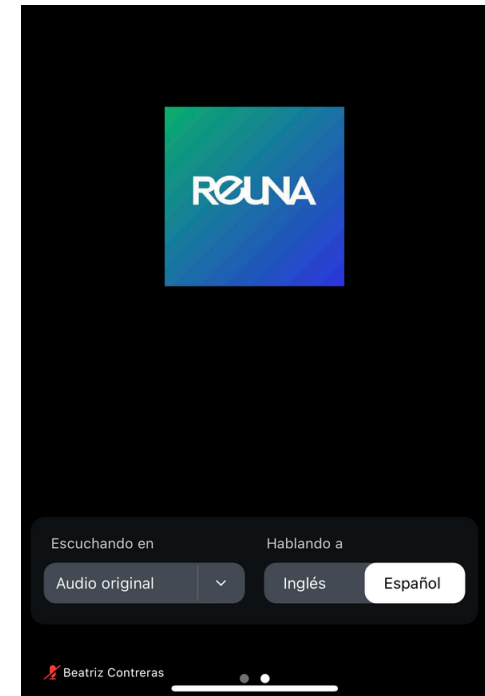 REUNA
Escuchando en
Hablando a
Audio original
Inglés
Español
Beatriz Contreras